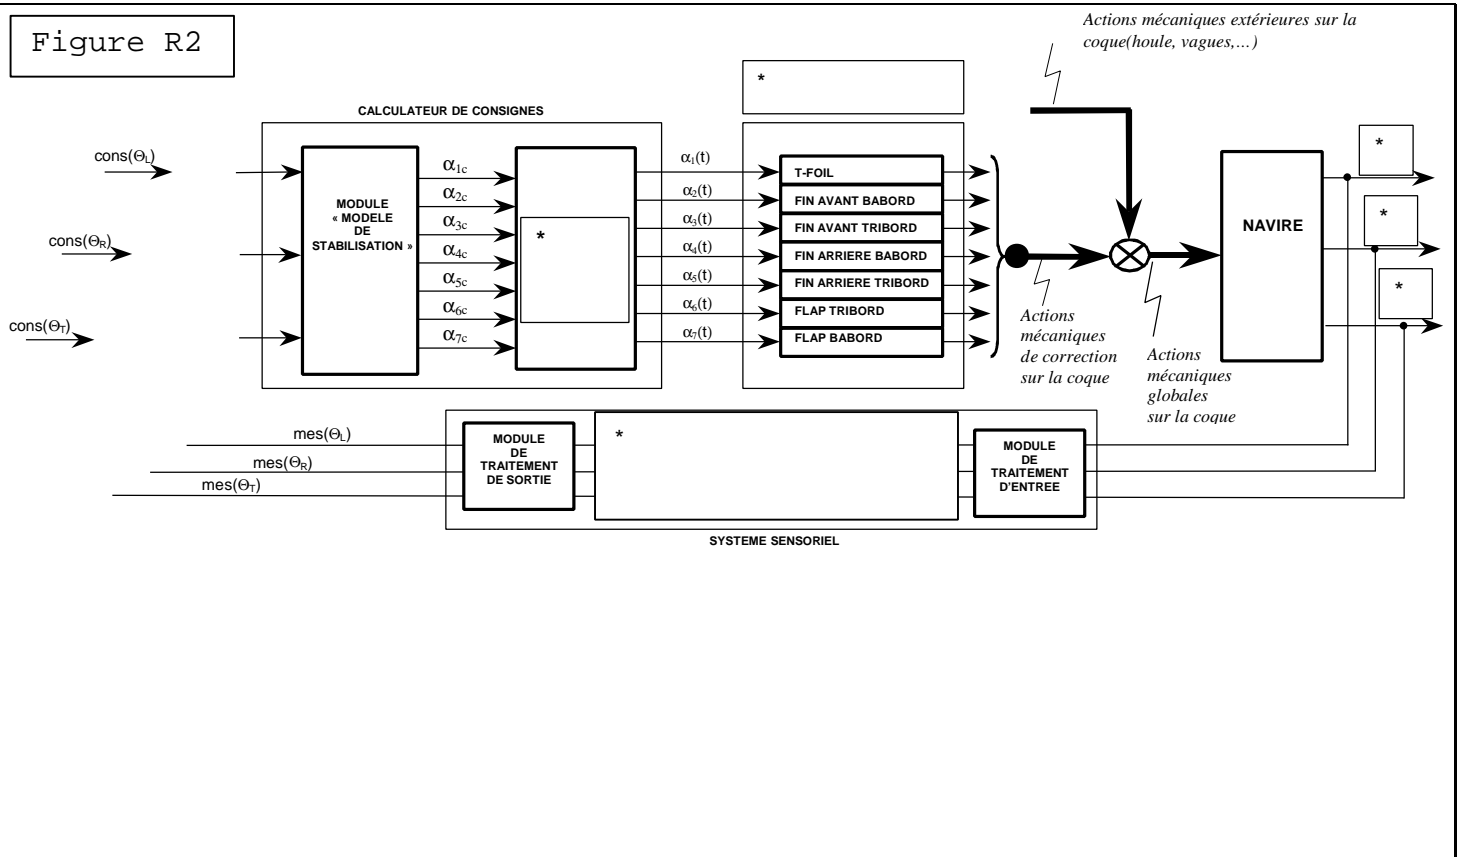 Figure R2
Actions mécaniques extérieures sur la
coque(houle, vagues,...)
*
CALCULATEUR DE CONSIGNES
cons(ΘL)
cons(ΘR)
cons(ΘT)
MODULE
« MODELE
DE
STABILISATION »
α1c
α2c
α3c
α4c
α5c
α6c
α7c
*
α1(t)
α2(t)
α3(t)
α4(t)
α5(t)
α6(t)
α7(t)
T-FOIL
FIN AVANT BABORD
FIN AVANT TRIBORD
FIN ARRIERE BABORD
FIN ARRIERE TRIBORD
FLAP TRIBORD
FLAP BABORD
Actions
mécaniques
de correction
sur la coque
Actions
mécaniques
globales
sur la coque
NAVIRE
*
*
*
mes(ΘL)
mes(ΘR)
mes(ΘT)
MODULE
DE
TRAITEMENT
DE SORTIE
*
MODULE
DE
TRAITEMENT
D'ENTREE
SYSTEME SENSORIEL